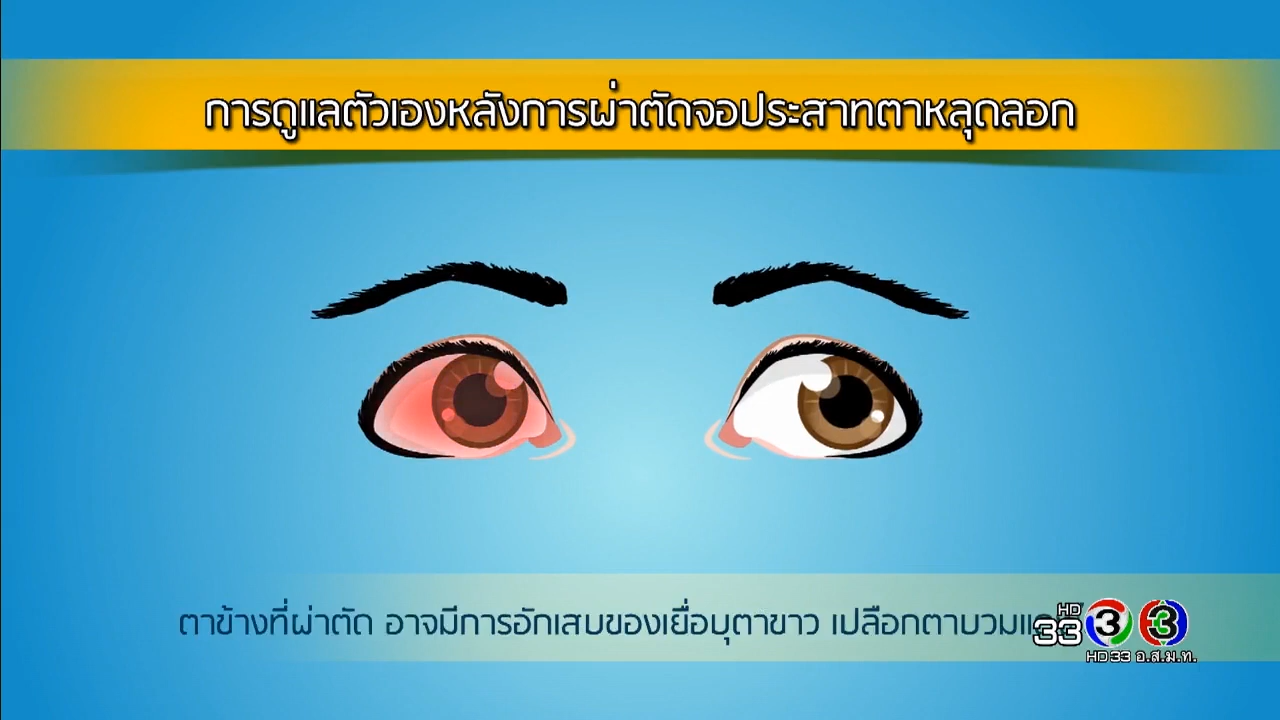 การดูแลตัวเองหลังการผ่าตัดจอประสาทตาหลุดลอก
ตาข้างที่ผ่าตัด อาจมีการอักเสบของเยื่อบุตาขาว เปลือกตาบวม
HD
33 3 3
HD33 อ.ส.ม.ท.